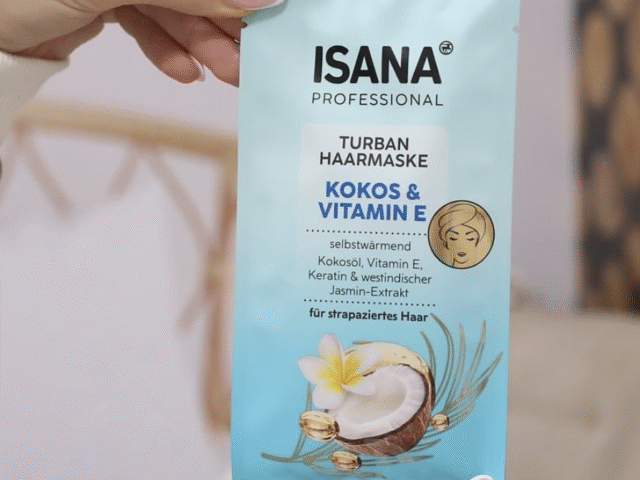 ISANA
PROFESSIONAL
TURBAN
HAARMASKE
KOKOS &
VITAMIN E
selbstwärmend
Kokosöl, Vitamin E,
Keratin & westindischer
Jasmin-Extrakt
für strapaziertes Haar